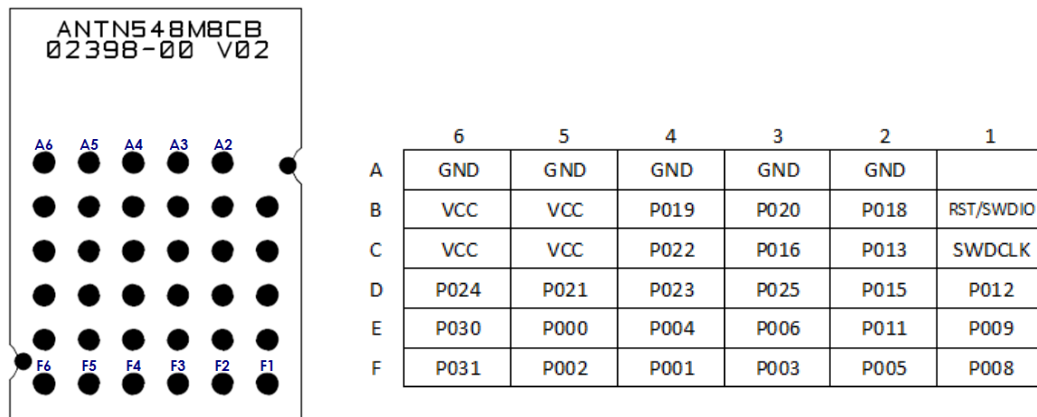 ANTN548M8CB
02398-00 V02
A6 A5 A4 A3 A2
F6 F5 F4 F3 F2 F1
6 5 4 3 2 1
A GND GND GND GND GND
B VCC VCC P019 P020 P018 RST/SWDIO
C VCC VCC P022 P016 P013 SWDCLK
D P024 P021 P023 P025 P015 P012
E P030 P000 P004 P006 P011 P009
F P031 P002 P001 P003 P005 P008